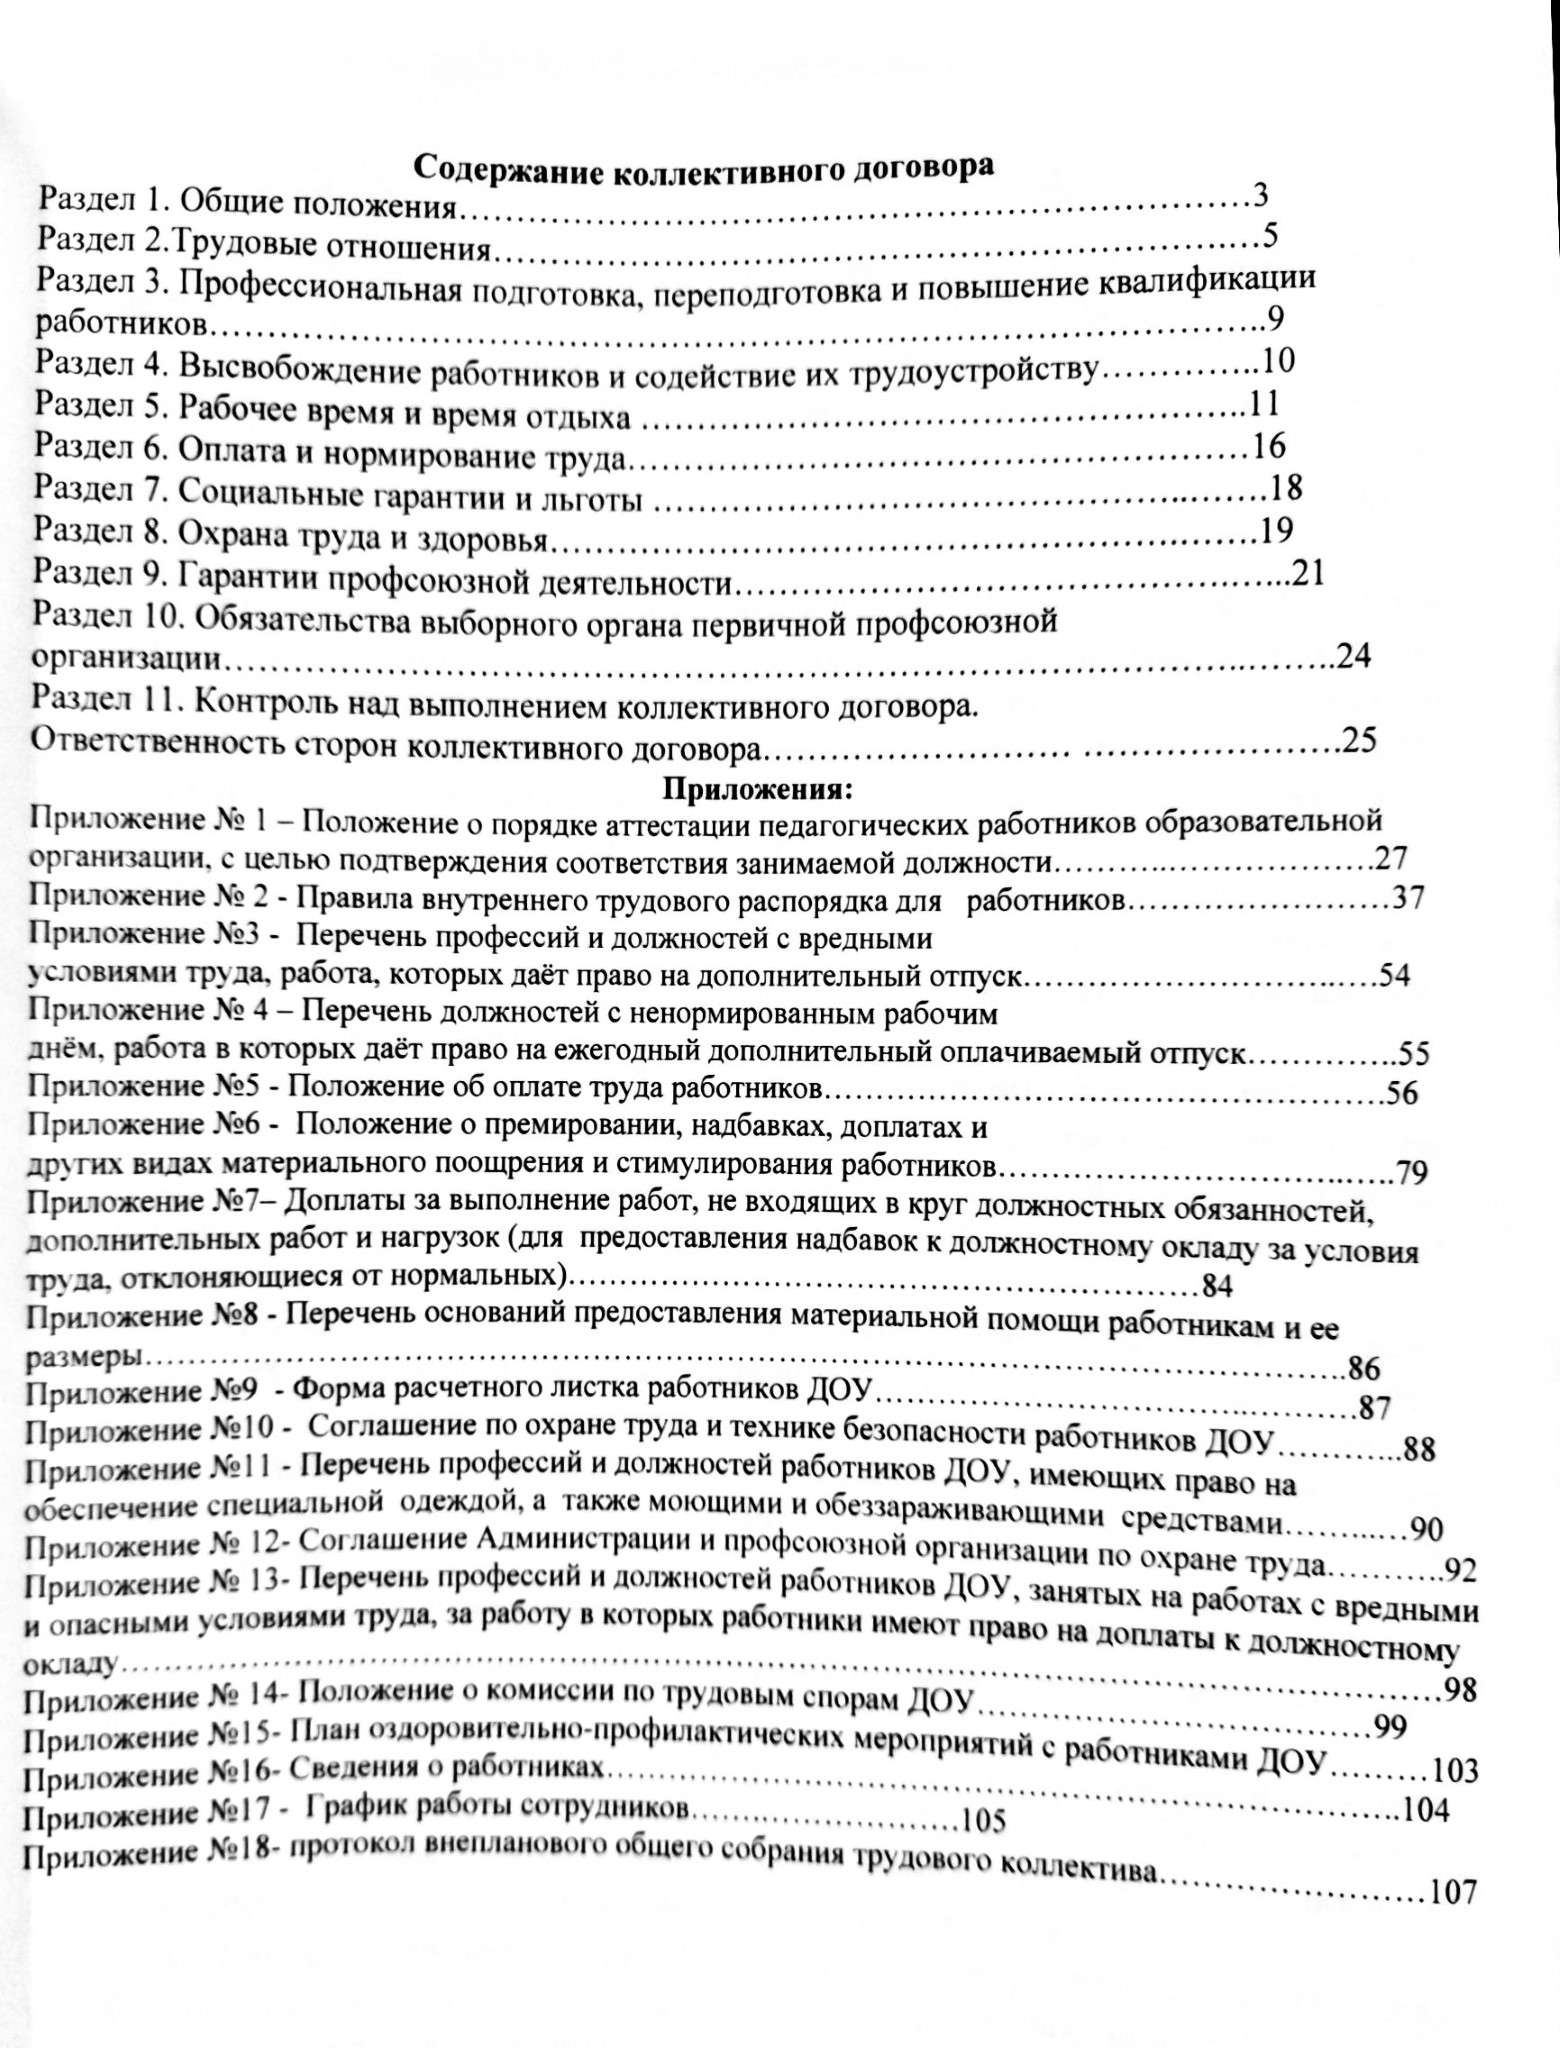 Содержание коллективного договора
Раздел 1. Общие положения……………………………………………………………………3
Раздел 2.Трудовые отношения………………………………………………………………..…5
Раздел 3. Профессиональная подготовка, переподготовка и повышение квалификации
работников…………………………………………………………………………………………..9
Раздел 4. Высвобождение работников и содействие их трудоустройству…………..10
Раздел 5. Рабочее время и время отдыха …………………………………………………..11
Раздел 6. Оплата и нормирование труда……………………………………………………16
Раздел 7. Социальные гарантии и льготы ……………………………………………..…….18
Раздел 8. Охрана труда и здоровья…………………………………………………………..….19
Раздел 9. Гарантии профсоюзной деятельности…………………………………………..…..21
Раздел 10. Обязательства выборного органа первичной профсоюзной
организации………………………………………………………………………………………..……..24
Раздел 11. Контроль над выполнением коллективного договора.
Ответственность сторон коллективного договора………………………… …………………….25
Приложения:
Приложение № 1 – Положение о порядке аттестации педагогических работников образовательной
организации, с целью подтверждения соответствия занимаемой должности………..………………….27
Приложение № 2 - Правила внутреннего трудового распорядка для   работников……………………37
Приложение №3 -  Перечень профессий и должностей с вредными
условиями труда, работа, которых даёт право на дополнительный отпуск………………………..….54
Приложение № 4 – Перечень должностей с ненормированным рабочим
днём, работа в которых даёт право на ежегодный дополнительный оплачиваемый отпуск…………..55
Приложение №5 - Положение об оплате труда работников………………………………………………56
Приложение №6 -  Положение о премировании, надбавках, доплатах и
других видах материального поощрения и стимулирования работников…………………………..…..79
Приложение №7– Доплаты за выполнение работ, не входящих в круг должностных обязанностей,
дополнительных работ и нагрузок (для  предоставления надбавок к должностному окладу за условия
труда, отклоняющиеся от нормальных)……………………………………………………………84
Приложение №8 - Перечень оснований предоставления материальной помощи работникам и ее
размеры……………………………………………………………………………………………………………….86
Приложение №9  - Форма расчетного листка работников ДОУ……………………………..……….87
Приложение №10 -  Соглашение по охране труда и технике безопасности работников ДОУ…………88
Приложение №11 - Перечень профессий и должностей работников ДОУ, имеющих право на
обеспечение специальной  одеждой, а  также моющими и обеззараживающими  средствами……..…90
Приложение № 12- Соглашение Администрации и профсоюзной организации по охране труда………..92
Приложение № 13- Перечень профессий и должностей работников ДОУ, занятых на работах с вредными
и опасными условиями труда, за работу в которых работники имеют право на доплаты к должностному
окладу………………………………………………………………………………………………………………………98
Приложение № 14- Положение о комиссии по трудовым спорам ДОУ…………………………………99
Приложение №15- План оздоровительно-профилактических мероприятий с работниками ДОУ………103
Приложение №16- Сведения о работниках……………………………………………………………………..104
Приложение №17 -  График работы сотрудников……………………….105
Приложение №18- протокол внепланового общего собрания трудового коллектива……………………107